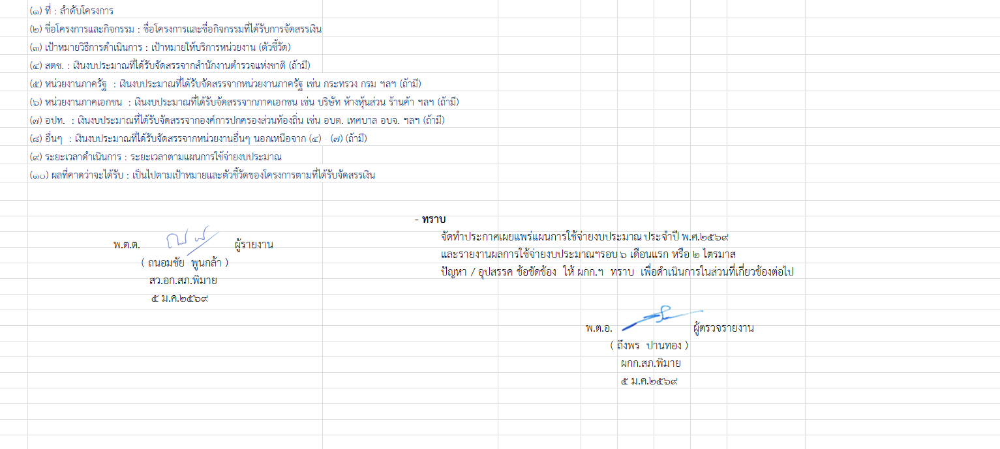 (๑) ที่ : ลำดับโครงการ
(๒) ชื่อโครงการและกิจกรรม : ชื่อโครงการและชื่อกิจกรรมที่ได้รับการจัดสรรเงิน
(๓) เป้าหมายวิธีการดำเนินการ : เป้าหมายให้บริการหน่วยงาน (ตัวชี้วัด)
(๔) สตช. : เงินงบประมาณที่ได้รับจัดสรรจากสำนักงานตำรวจแห่งชาติ (ถ้ามี)
(๕) หน่วยงานภาครัฐ : เงินงบประมาณที่ได้รับจัดสรรจากหน่วยงานภาครัฐ เช่น กระทรวง กรม ฯลฯ (ถ้ามี)
(๖) หน่วยงานภาคเอกชน : เงินงบประมาณที่ได้รับจัดสรรจากภาคเอกชน เช่น บริษัท ห้างหุ้นส่วน ร้านค้า ฯลฯ (ถ้ามี)
(๗) อปท. : เงินงบประมาณที่ได้รับจัดสรรจากองค์การปกครองส่วนท้องถิ่น เช่น อบต. เทศบาล อบจ. ฯลฯ (ถ้ามี)
(๘) อื่นๆ : เงินงบประมาณที่ได้รับจัดสรรจากหน่วยงานอื่นๆ นอกเหนือจาก (๔) - (๗) (ถ้ามี)
(๙) ระยะเวลาดำเนินการ : ระยะเวลาตามแผนการใช้จ่ายงบประมาณ
(๑๐) ผลที่คาดว่าจะได้รับ : เป็นไปตามเป้าหมายและตัวชี้วัดของโครงการตามที่ได้รับจัดสรรเงิน
พ.ต.ต. ผู้รายงาน
( ถนอมชัย พูนกล้า )
สว.อก.สภ.พิมาย
๕ ม.ค.๒๕๖๙
- ทราบ
จัดทำประกาศเผยแพร่แผนการใช้จ่ายงบประมาณ ประจำปี พ.ศ.๒๕๖๙
และรายงานผลการใช้จ่ายงบประมาณฯรอบ ๖ เดือนแรก หรือ ๒ ไตรมาส
ปัญหา / อุปสรรค ข้อขัดข้อง ให้ ผกก.ฯ ทราบ เพื่อดำเนินการในส่วนที่เกี่ยวข้องต่อไป
พ.ต.อ. ผู้ตรวจรายงาน
( ถึงพร ปานทอง )
ผกก.สภ.พิมาย
๕ ม.ค.๒๕๖๙